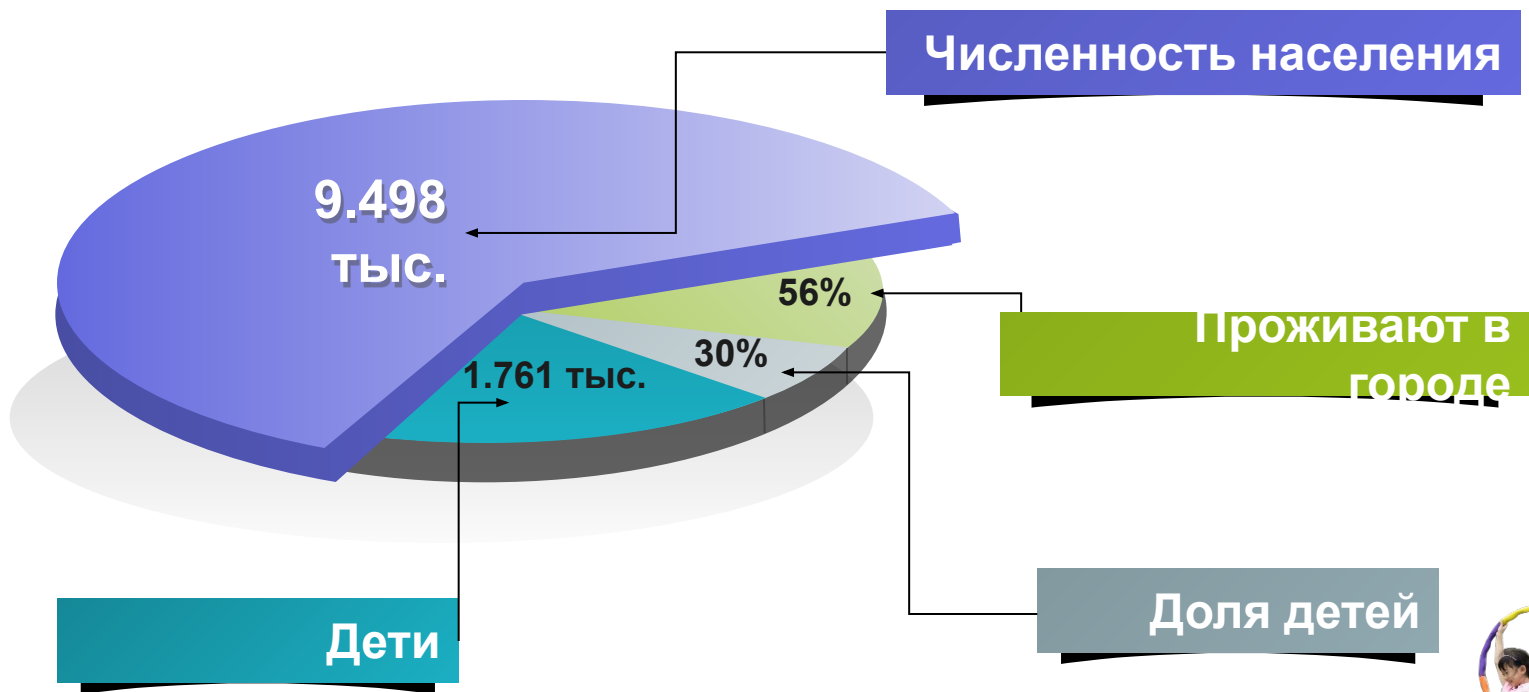 Численность населения
9.498
тыс.
56%
Проживают в
городе
30%
1.761 тыс.
Доля детей
Дети